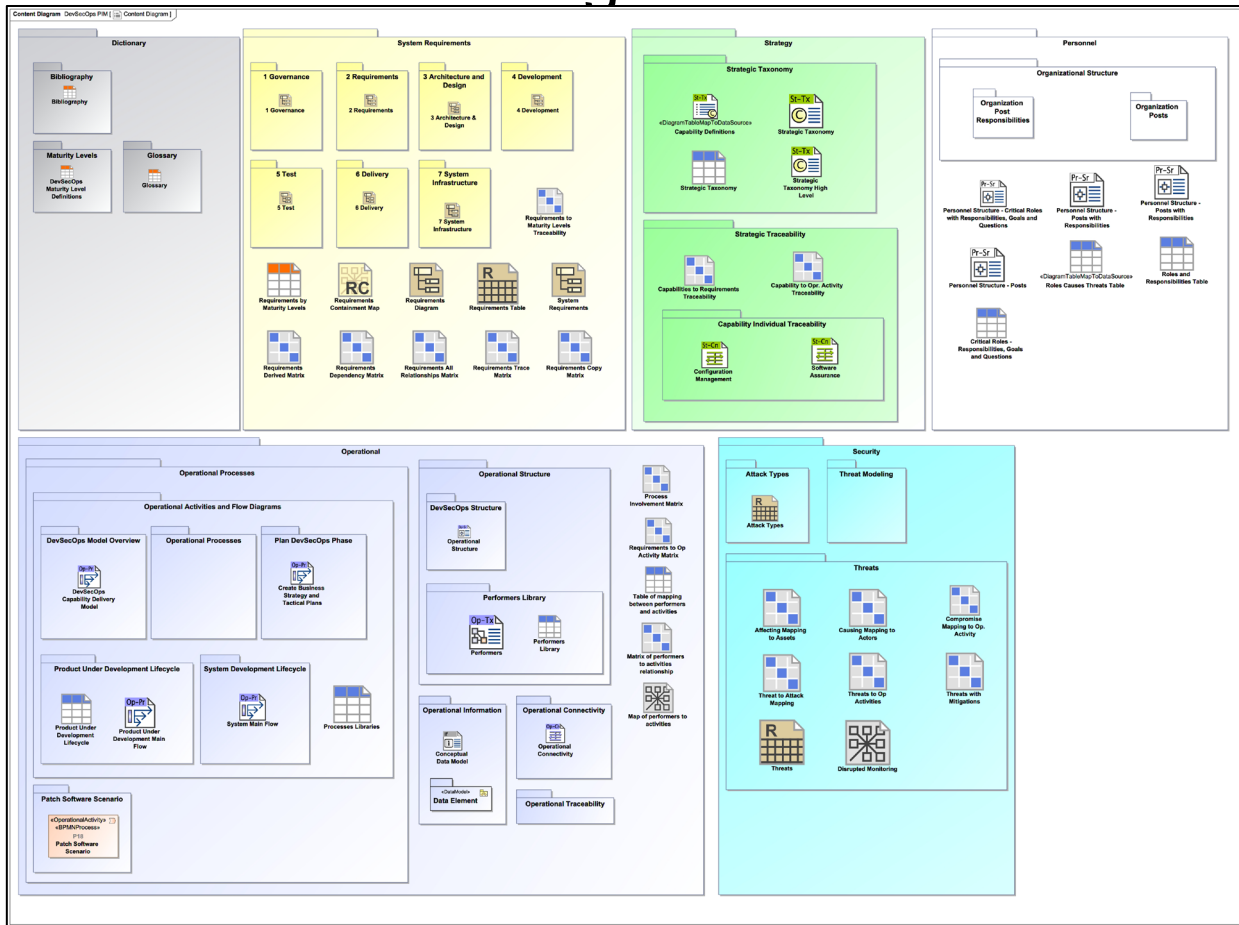 Content Diagram DevSecOps PIM [ Content Diagram ]
Dictionary
Bibliography
Bibliography
Maturity Levels
DevSecOps
Maturity Level
Definitions
Glossary
Glossary
System Requirements
1 Governance
1 Governance
2 Requirements
2 Requirements
3 Architecture and
Design
3 Architecture &
Design
4 Development
4 Development
5 Test
5 Test
6 Delivery
6 Delivery
7 System
Infrastructure
7 System
Infrastructure
Requirements to
Maturity Levels
Traceability
Requirements by
Maturity Levels
RC
Requirements
Containment Map
Requirements
Diagram
R
Requirements Table
System
Requirements
Requirements
Derived Matrix
Requirements
Dependency Matrix
Requirements All
Relationships Matrix
Requirements Trace
Matrix
Requirements Copy
Matrix
Strategy
Strategic Taxonomy
St-Tx
«DiagramTableMapToDataSource»
Capability Definitions
St-Tx
Strategic Taxonomy
Strategic Taxonomy
St-Tx
Strategic
Taxonomy High
Level
Strategic Traceability
Capabilities to Requirements
Traceability
Capability to Opr. Activity
Traceability
Capability Individual Traceability
St-Cn
Configuration
Management
St-Cn
Software
Assurance
Personnel
Organizational Structure
Organization
Post
Responsibilities
Organization
Posts
Pr-Sr
Personnel Structure - Critical Roles
with Responsibilities, Goals and
Questions
Pr-Sr
Personnel Structure -
Posts with
Responsibilities
Pr-Sr
Personnel Structure -
Posts with
Responsibilities
Pr-Sr
Personnel Structure - Posts
«DiagramTableMapToDataSource»
Roles Causes Threats Table
Roles and
Responsibilities Table
Critical Roles -
Responsibilities, Goals
and Questions
Operational
Operational Processes
Operational Activities and Flow Diagrams
DevSecOps Model Overview
Op-Pr
DevSecOps
Capability Delivery
Model
Operational Processes
Plan DevSecOps Phase
Op-Pr
Create Business
Strategy and
Tactical Plans
Product Under Development Lifecycle
Product Under
Development
Lifecycle
Op-Pr
Product Under
Development Main
Flow
System Development Lifecycle
Op-Pr
System Main Flow
Processes Libraries
Patch Software Scenario
«OperationalActivity»
«BPMNProcess»
P18
Patch Software
Scenario
Operational Structure
DevSecOps Structure
Operational
Structure
Performers Library
Op-Tx
Performers
Performers
Library
Operational Information
Conceptual
Data Model
«DataModel»
Data Element
Operational Connectivity
Operational
Connectivity
Operational Traceability
Process
Involvement Matrix
Requirements to Op
Activity Matrix
Table of mapping
between performers
and activities
Matrix of performers
to activities
relationship
Map of performers to
activities
Security
Attack Types
R
Attack Types
Threat Modeling
Threats
Affecting Mapping
to Assets
Causing Mapping to
Actors
Compromise
Mapping to Op.
Activity
Threat to Attack
Mapping
Threats to Op
Activities
Threats with
Mitigations
R
Threats
Disrupted Monitoring